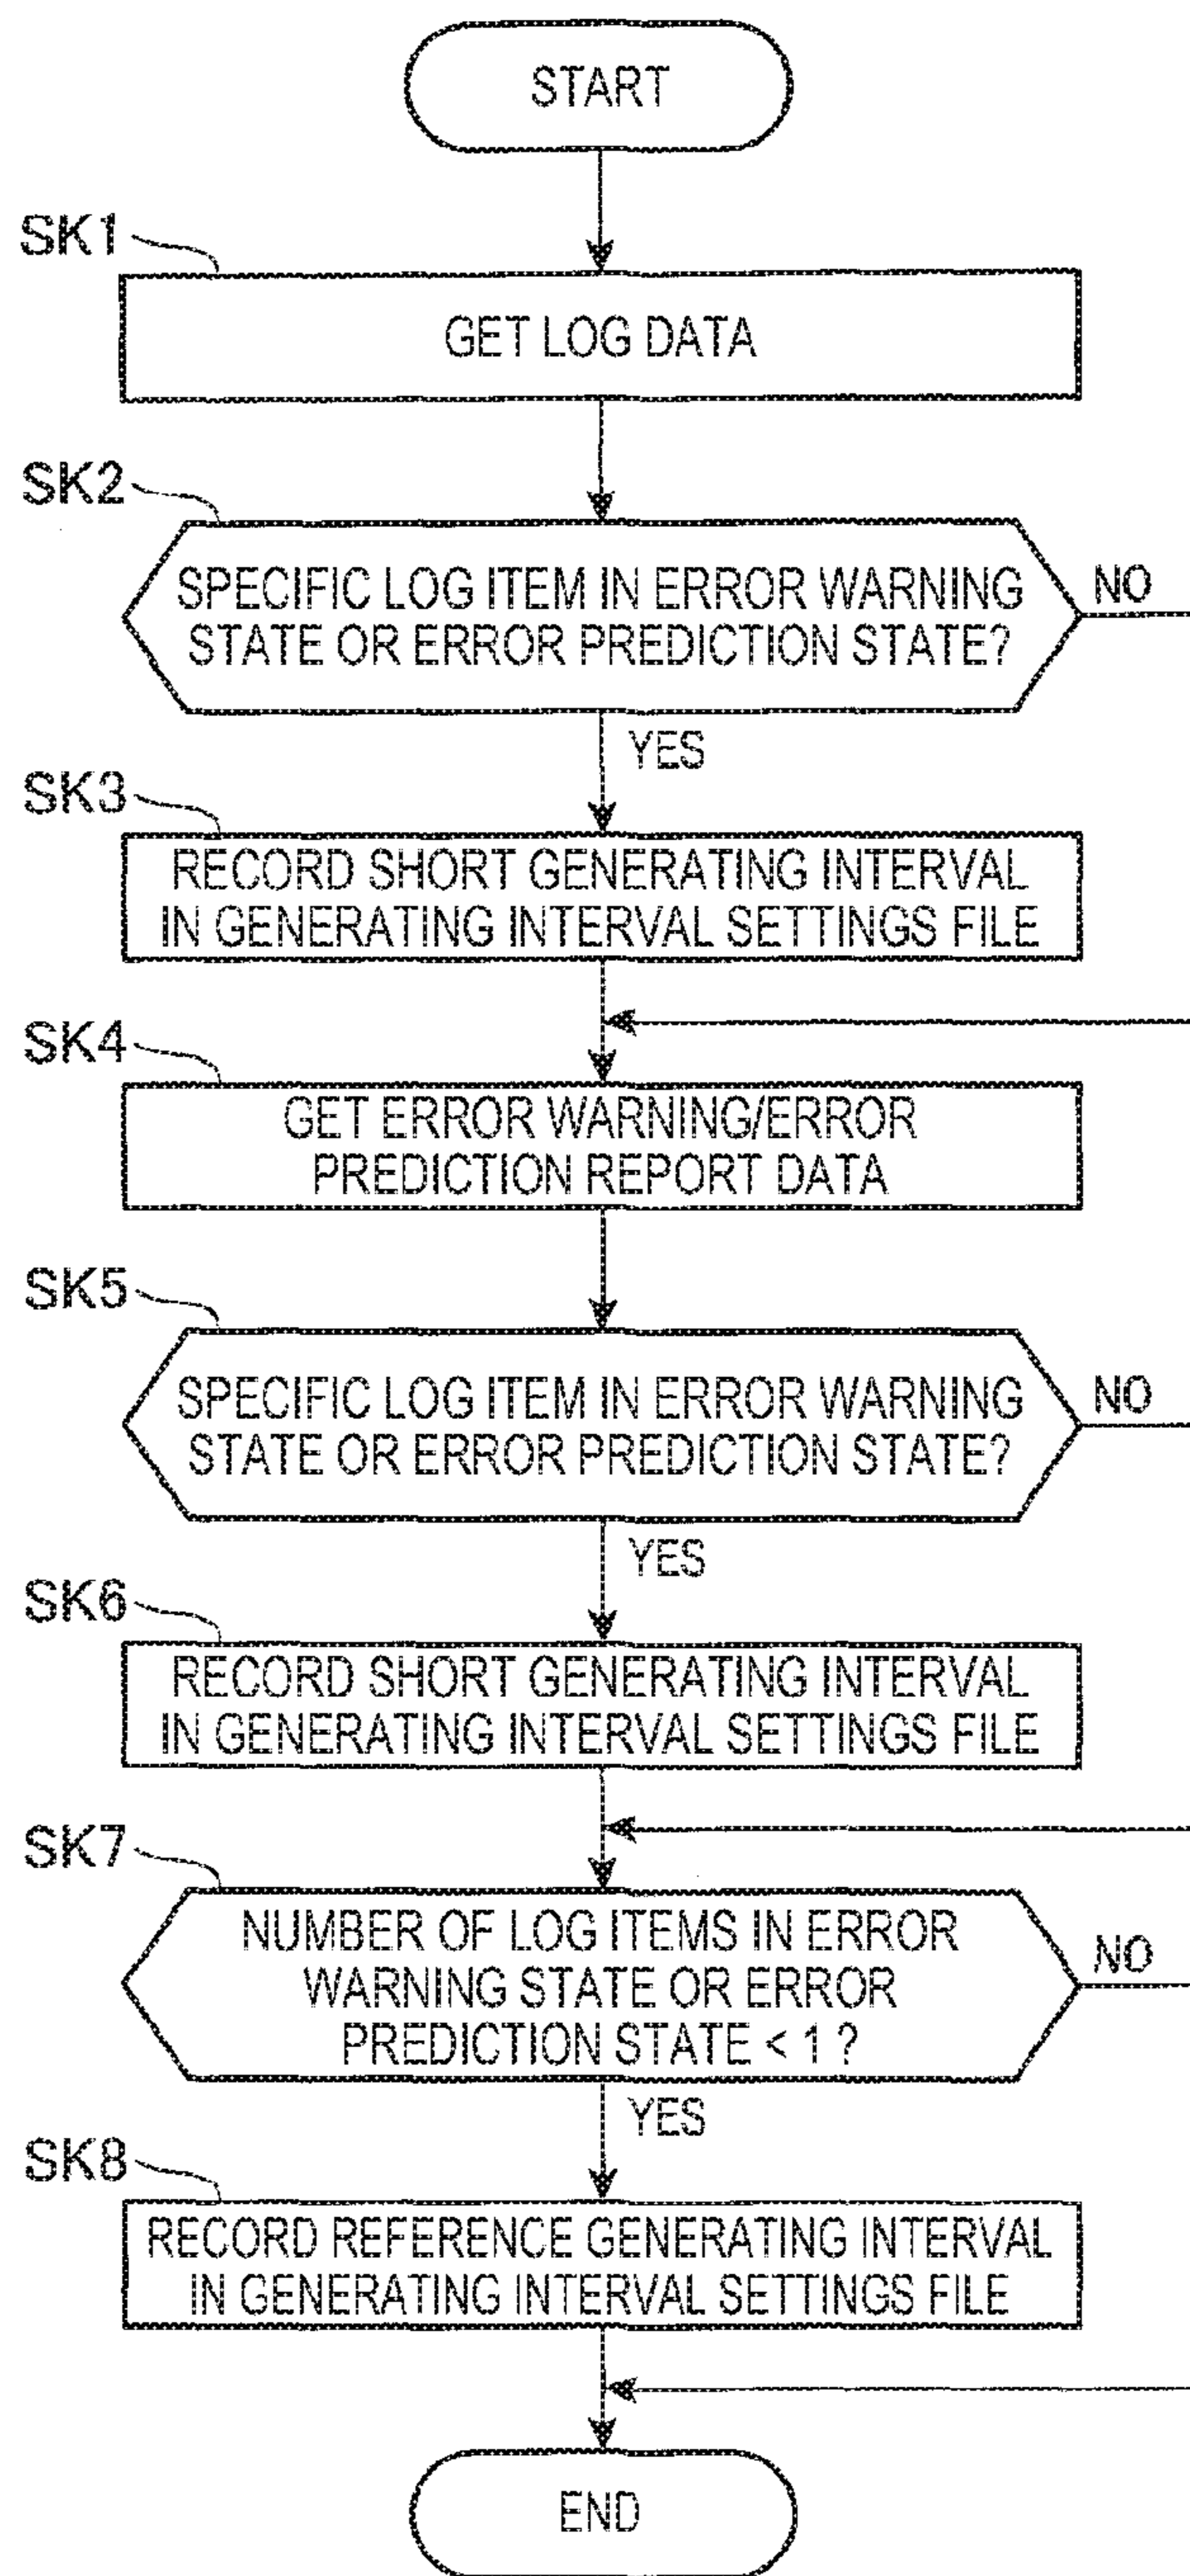 START
SK1
GET LOG DATA
SK2
SPECIFIC LOG ITEM IN ERROR WARNING
STATE OR ERROR PREDICTION STATE?
NO
YES
SK3
RECORD SHORT GENERATING INTERVAL
IN GENERATING INTERVAL SETTINGS FILE
SK4
GET ERROR WARNING/ERROR
PREDICTION REPORT DATA
SK5
SPECIFIC LOG ITEM IN ERROR WARNING
STATE OR ERROR PREDICTION STATE?
NO
YES
SK6
RECORD SHORT GENERATING INTERVAL
IN GENERATING INTERVAL SETTINGS FILE
SK7
NUMBER OF LOG ITEMS IN ERROR
WARNING STATE OR ERROR
PREDICTION STATE < 1 ?
NO
YES
SK8
RECORD REFERENCE GENERATING INTERVAL
IN GENERATING INTERVAL SETTINGS FILE
END